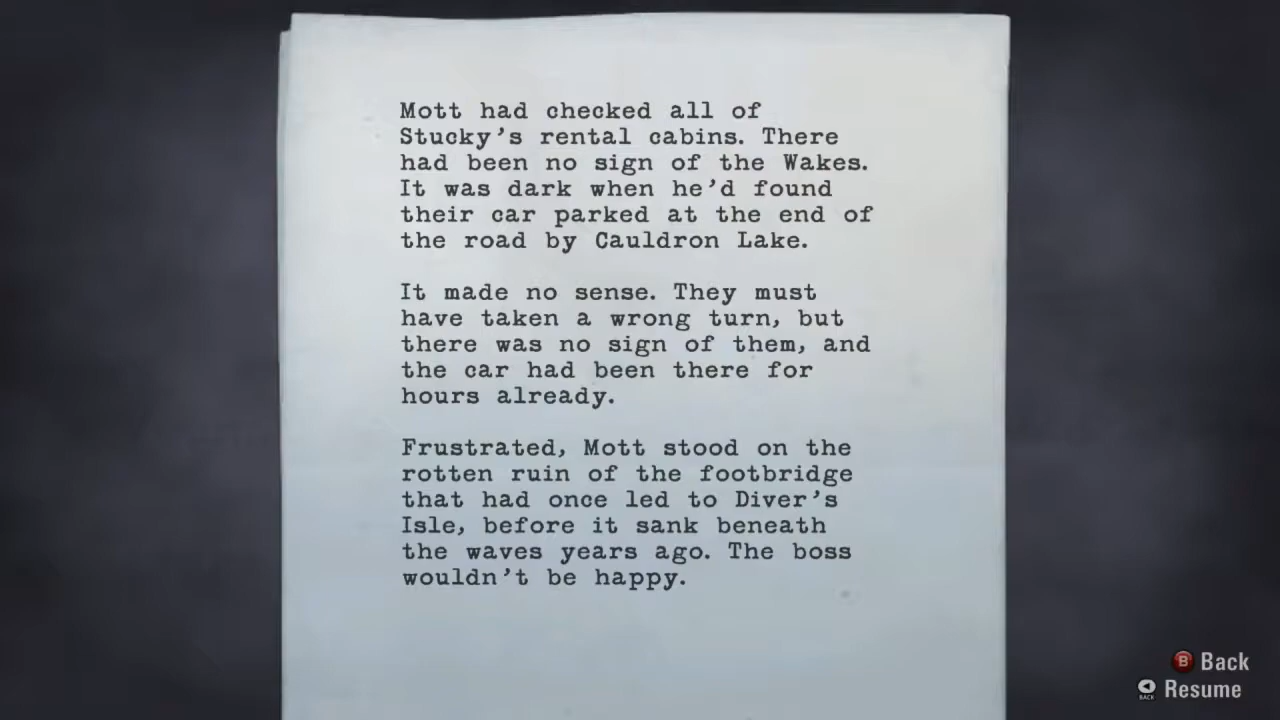 Mott had checked all of
Stucky's rental cabins. There
had been no sign of the Wakes.
It was dark when he'd found
their car parked at the end of
the road by Cauldron Lake.
It made no sense. They must
have taken a wrong turn, but
there was no sign of them, and
the car had been there for
hours already.
Frustrated, Mott stood on the
rotten ruin of the footbridge
that had once led to Diver's
Isle, before it sank beneath
the waves years ago. The boss
wouldn't be happy.
B Back
BACK Resume